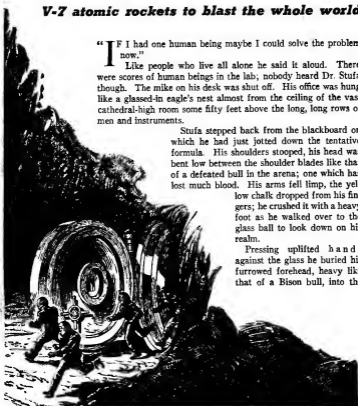 V-7 atomic rockets to blast the whole world
"IF I had one human being maybe I could solve the problem
now."
Like people who live all alone he said it aloud. There
were scores of human beings in the lab; nobody heard Dr. Stufa
though. The mike on his desk was shut off. His office was hung
like a glassed-in eagle's nest almost from the ceiling of the vas
cathedral-high room some fifty feet above the long, long rows o
men and instruments.
Stufa stepped back from the blackboard on
which he had just jotted down the tentative
formula. His shoulders stooped, his head was
bent low between the shoulder blades like that
of a defeated bull in the arena; one which has
lost much blood. His arms fell limp, the yel-
low chalk dropped from his fin-
gers; he crushed it with a heavy
foot as he walked over to the
glass ball to look down on his
realm.
Pressing uplifted hand
against the glass he buried his
furrowed forehead, heavy lik
that of a Bison bull, into th